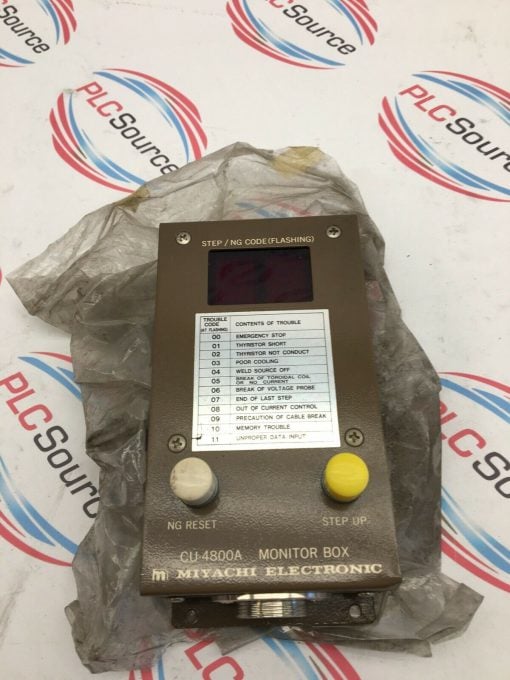 PLCSource
PLCSource
PLCSource
PLCSource
PLCSource
STEP / NG CODE(FLASHING)
TROUBLE CODE (AT FLASHING) CONTENTS OF TROUBLE
00 EMERGENCY STOP
01 THYRISTOR SHORT
02 THYRISTOR NOT CONDUCT
03 POOR COOLING
04 WELD SOURCE OFF
05 BREAK OF TOROIDAL COIL
OR NO CURRENT
06 BREAK OF VOLTAGE PROBE
07 END OF LAST STEP
08 OUT OF CURRENT CONTROL
09 PRECAUTION OF CABLE BREAK
10 MEMORY TROUBLE
11 UNPROPER DATA INPUT
NG RESET STEP UP
CU-4800A MONITOR BOX
m MIYACHI ELECTRONIC